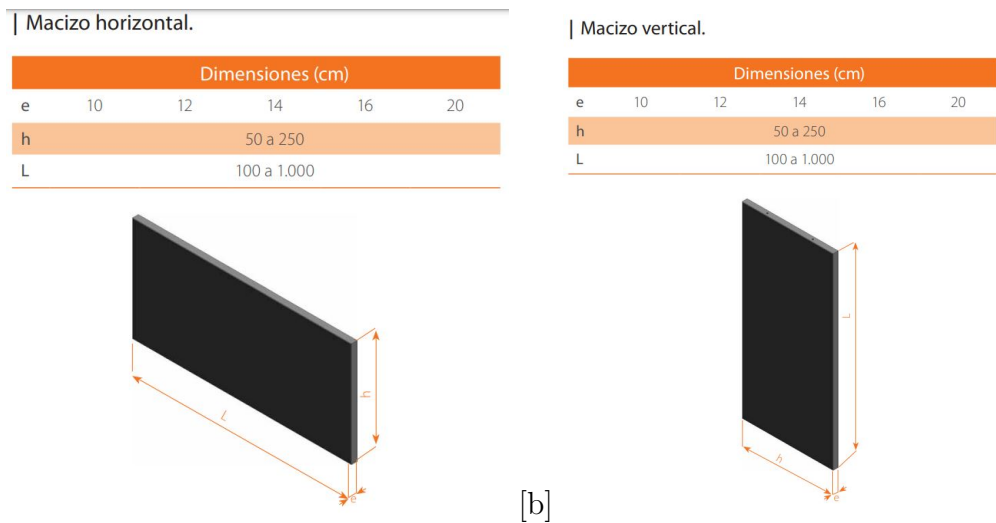 | Macizo horizontal.
Dimensiones (cm)
e 10 12 14 16 20
h 50 a 250
L 100 a 1.000
L
h
e
[b]
| Macizo vertical.
Dimensiones (cm)
e 10 12 14 16 20
h 50 a 250
L 100 a 1.000
L
h
e